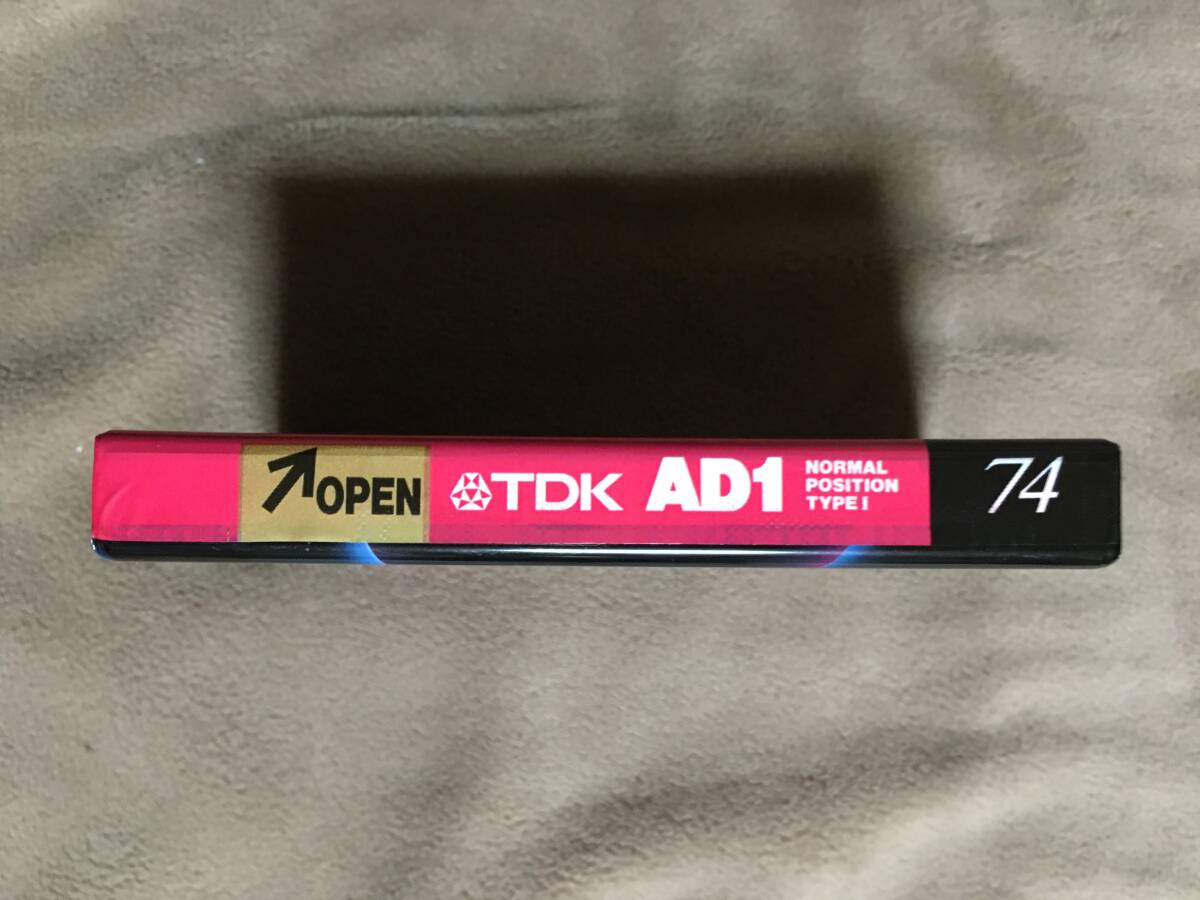 OPEN
TDK AD1
NORMAL
POSITION
TYPE I
74